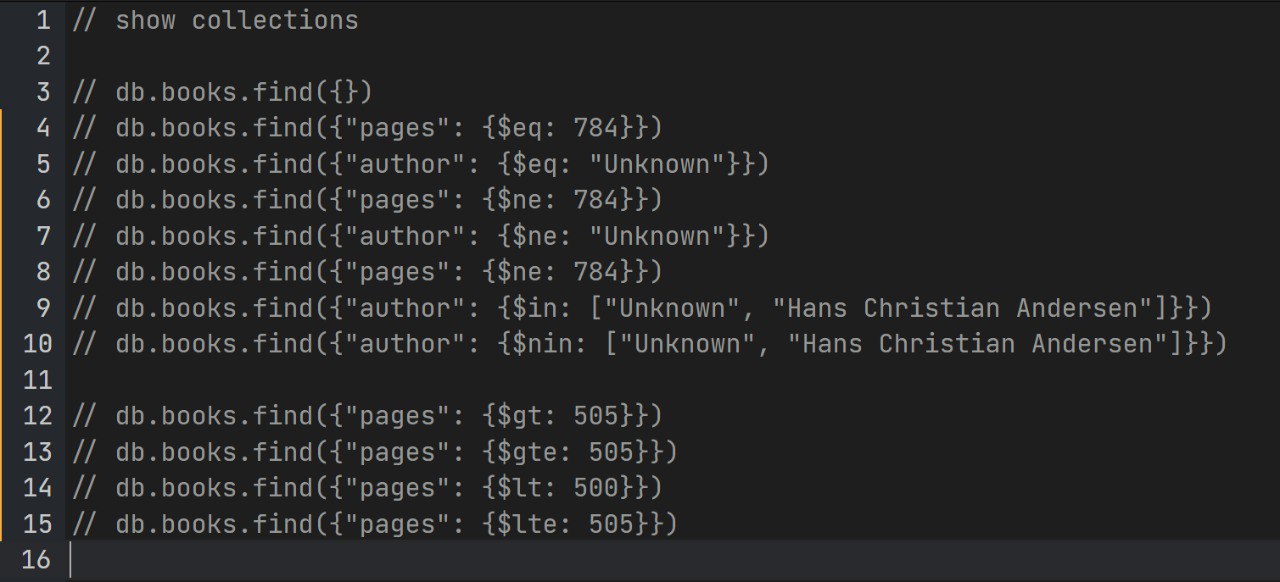 1 // show collections
2
3 // db.books.find({})
4 // db.books.find({"pages": {$eq: 784}})
5 // db.books.find({"author": {$eq: "Unknown"}})
6 // db.books.find({"pages": {$ne: 784}})
7 // db.books.find({"author": {$ne: "Unknown"}})
8 // db.books.find({"pages": {$ne: 784}})
9 // db.books.find({"author": {$in: ["Unknown", "Hans Christian Andersen"]}})
10 // db.books.find({"author": {$nin: ["Unknown", "Hans Christian Andersen"]}})
11
12 // db.books.find({"pages": {$gt: 505}})
13 // db.books.find({"pages": {$gte: 505}})
14 // db.books.find({"pages": {$lt: 500}})
15 // db.books.find({"pages": {$lte: 505}})
16